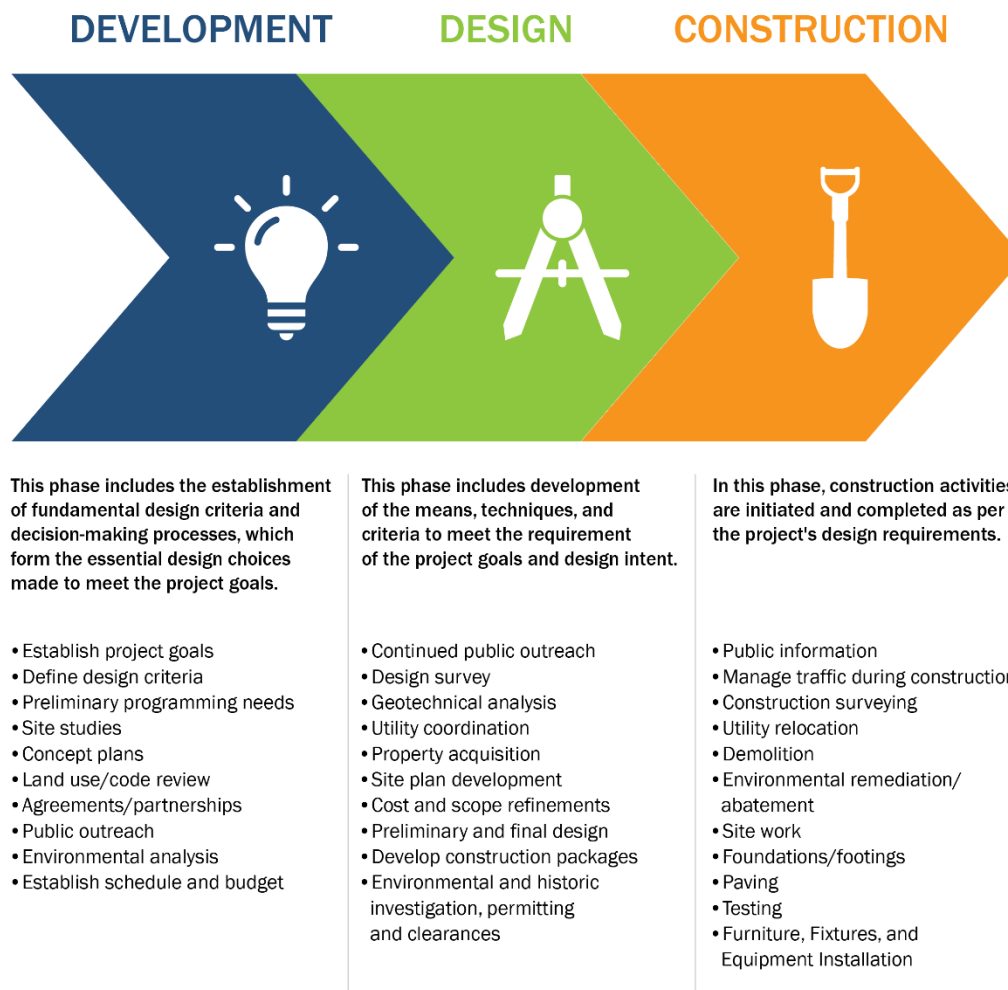 DEVELOPMENT
DESIGN
CONSTRUCTION
This phase includes the establishment
of fundamental design criteria and
decision-making processes, which
form the essential design choices
made to meet the project goals.
• Establish project goals
• Define design criteria
• Preliminary programming needs
• Site studies
• Concept plans
• Land use/code review
• Agreements/partnerships
• Public outreach
• Environmental analysis
• Establish schedule and budget
This phase includes development
of the means, techniques, and
criteria to meet the requirement
of the project goals and design intent.
• Continued public outreach
• Design survey
• Geotechnical analysis
• Utility coordination
• Property acquisition
• Site plan development
• Cost and scope refinements
• Preliminary and final design
• Develop construction packages
• Environmental and historic
investigation, permitting
and clearances
In this phase, construction activities
are initiated and completed as per
the project's design requirements.
• Public information
• Manage traffic during construction
• Construction surveying
• Utility relocation
• Demolition
• Environmental remediation/
abatement
• Site work
• Foundations/footings
• Paving
• Testing
• Furniture, Fixtures, and
Equipment Installation